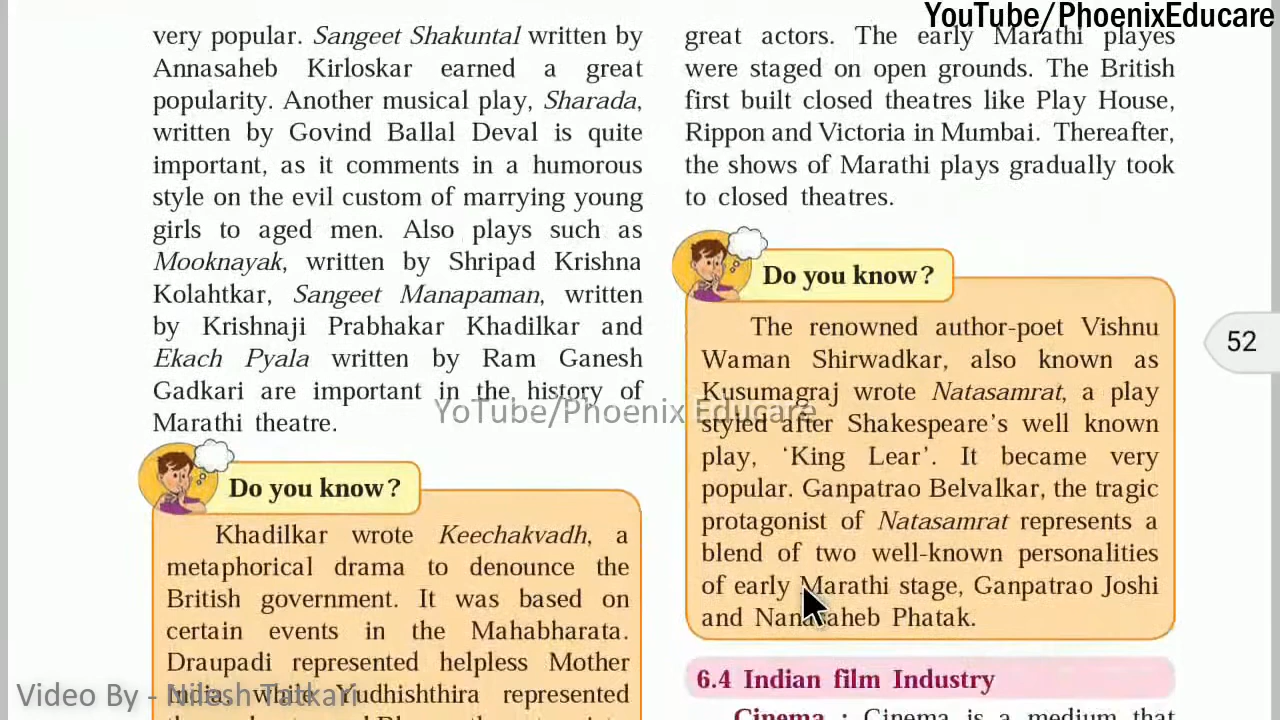 YouTube/PhoenixEducare
very popular. Sangeet Shakuntal written by
Annasaheb Kirloskar earned a great
popularity. Another musical play, Sharada,
written by Govind Ballal Deval is quite
important, as it comments in a humorous
style on the evil custom of marrying young
girls to aged men. Also plays such as
Mooknayak, written by Shripad Krishna
Kolahtkar, Sangeet Manapaman, written
by Krishnaji Prabhakar Khadilkar and
Ekach Pyala written by Ram Ganesh
Gadkari are important in the history of
Marathi theatre.
Do you know?
Khadilkar wrote Keechakvadh, a
metaphorical drama to denounce the
British government. It was based on
certain events in the Mahabharata.
Draupadi represented helpless Mother
India, while Yudhishthira represented
great actors. The early Marathi playes
were staged on open grounds. The British
first built closed theatres like Play House,
Rippon and Victoria in Mumbai. Thereafter,
the shows of Marathi plays gradually took
to closed theatres.
Do you know?
The renowned author-poet Vishnu
Waman Shirwadkar, also known as
Kusumagraj wrote Natasamrat, a play
styled after Shakespeare's well known
play, 'King Lear'. It became very
popular. Ganpatrao Belvalkar, the tragic
protagonist of Natasamrat represents a
blend of two well-known personalities
of early Marathi stage, Ganpatrao Joshi
and Nanasaheb Phatak.
6.4 Indian film Industry
Cinema : Cinema is a medium that
52
YoTube/Phoenix Educare
Video By - Nilesh Tatkari